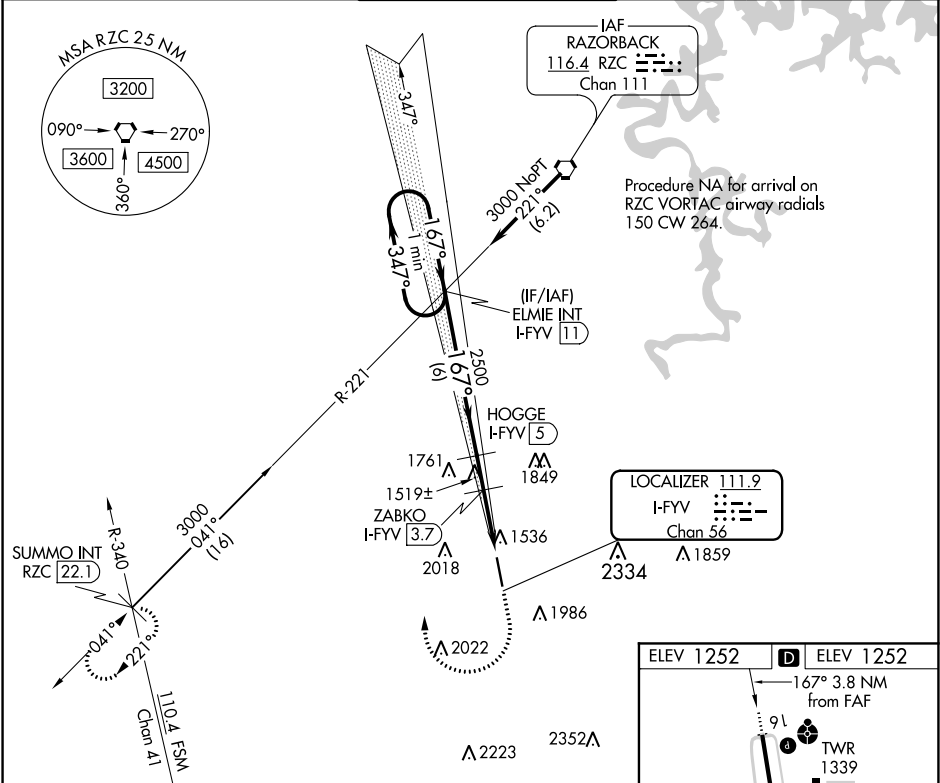 MSA RZC 25 NM
3200
090°
270°
3600
4500
360°
IAF
RAZORBACK
116.4 RZC
Chan 111
347°
3000 NoPT
221°
(6.2)
Procedure NA for arrival on
RZC VORTAC airway radials
150 CW 264.
167°
1 min
347°
(IF/IAF)
ELMIE INT
I-FYV 11
R-221
2500
167°
(6)
HOGGE
I-FYV 5
1761
1849
1519±
ZABKO
I-FYV 3.7
1536
2018
LOCALIZER 111.9
I-FYV
Chan 56
2334
1859
R-340
3000
041°
(16)
SUMMO INT
RZC 22.1
041°
221°
1986
2022
110.4 FSM
Chan 41
2223
2352
ELEV 1252
D
ELEV 1252
167° 3.8 NM
from FAF
16
P
TWR
1339